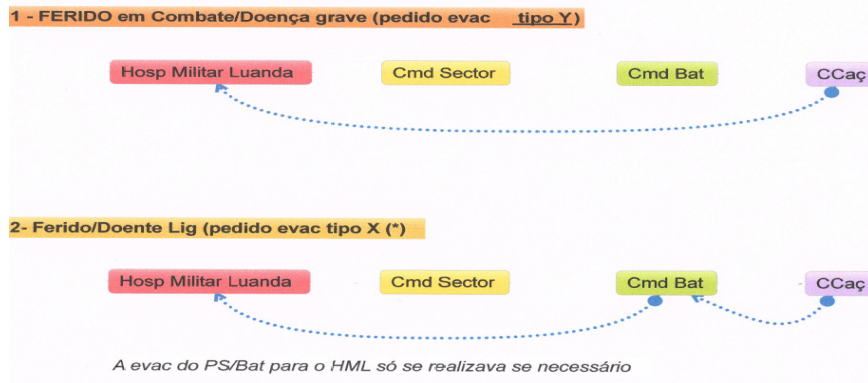 1 - FERIDO em Combate/Doença grave (pedido evac tipo Y)
Hosp Militar Luanda Cmd Sector Cmd Bat CCaç
2- Ferido/Doente Lig (pedido evac tipo X (*)
Hosp Militar Luanda Cmd Sector Cmd Bat CCaç
A evac do PS/Bat para o HML só se realizava se necessário